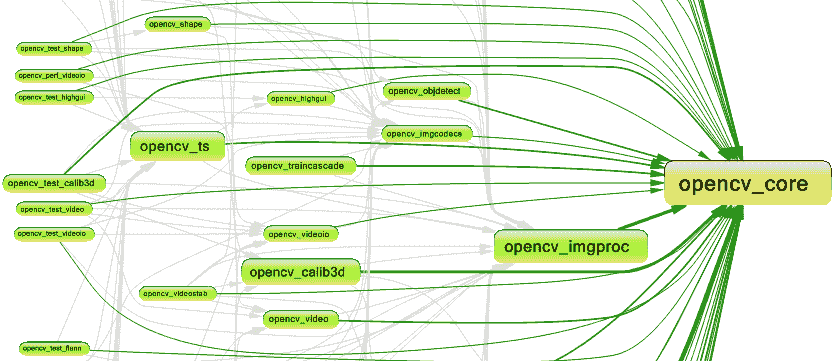 opencv_shape
opencv_test_shape
opencv_perf_videoio
opencv_test_highgui
opencv_highgui
opencv_objdetect
opencv_imgcodecs
opencv_ts
opencv_traincascade
opencv_test_calib3d
opencv_core
opencv_test_video
opencv_test_videoio
opencv_videoio
opencv_imgproc
opencv_calib3d
opencv_videostab
opencv_video
opencv_test_flann